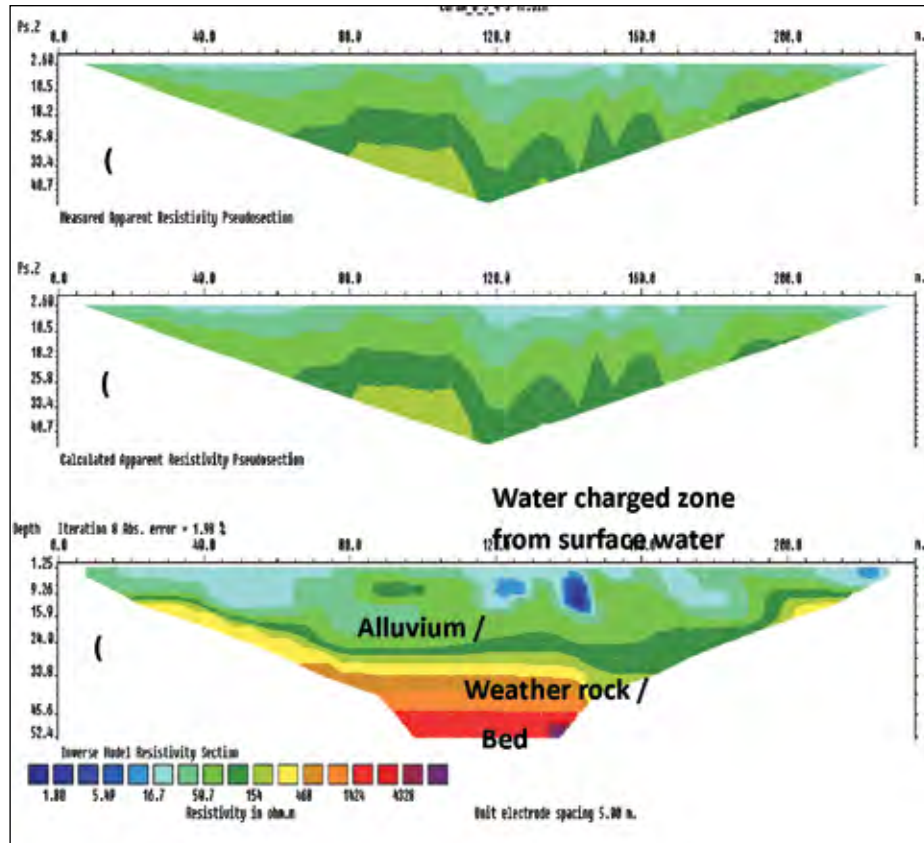 Ps.Z
0.0 40.0 80.0 120.0 160.0 200.0 m.
2.60
10.5
18.2
25.8
33.4
40.7
(
Measured Apparent Resistivity Pseudosection
Ps.Z
0.0 40.0 80.0 120.0 160.0 200.0 m.
2.60
10.5
18.2
25.8
33.4
40.7
(
Calculated Apparent Resistivity Pseudosection
Water charged zone
from surface water
Depth Iteration 8 Abs. error = 1.99 %
0.0 40.0 80.0 120.0 200.0 m.
1.25
9.26
15.9
24.0
33.8
45.6
52.4
(
Alluvium /
Weather rock /
Bed
Inverse Model Resistivity Section
5.49 16.7 50.7 154 468 1424 4328
Resistivity in ohm.m
Unit electrode spacing 5.00 m.